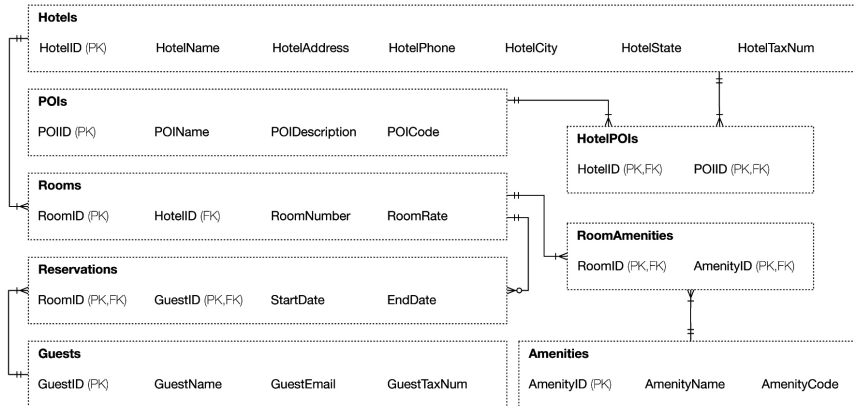 Hotels
HotelID (PK) HotelName HotelAddress HotelPhone HotelCity HotelState HotelTaxNum
POIs
POIID (PK) POIName POIDescription POICode
HotelPOIs
HotelID (PK,FK) POIID (PK,FK)
Rooms
RoomID (PK) HotelID (FK) RoomNumber RoomRate
RoomAmenities
RoomID (PK,FK) AmenityID (PK,FK)
Reservations
RoomID (PK,FK) GuestID (PK,FK) StartDate EndDate
Guests
GuestID (PK) GuestName GuestEmail GuestTaxNum
Amenities
AmenityID (PK) AmenityName AmenityCode